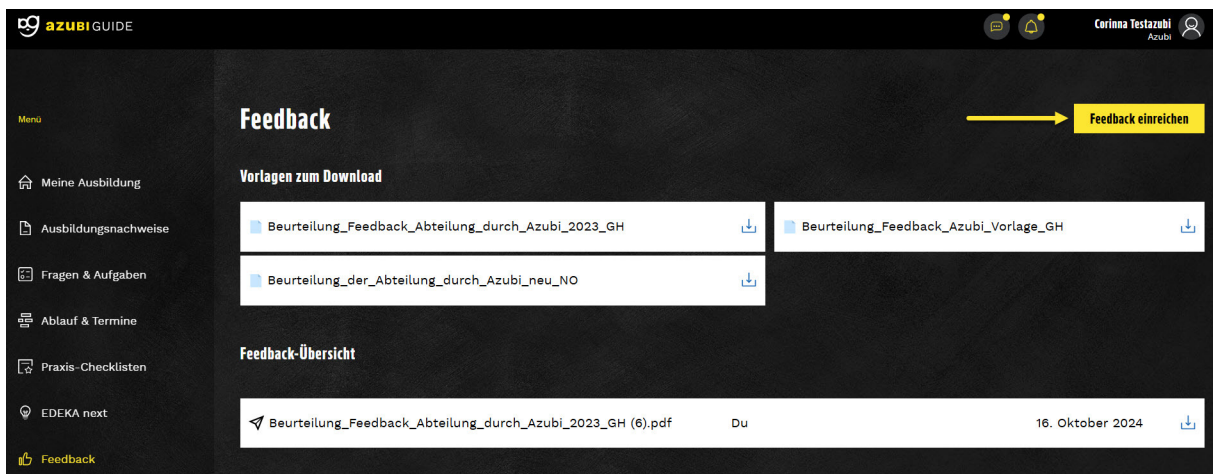 azubiGUIDE
Corinna Testazubi
Azubi
Menü
Meine Ausbildung
Ausbildungsnachweise
Fragen & Aufgaben
Ablauf & Termine
Praxis-Checklisten
EDEKA next
Feedback
Feedback
Feedback einreichen
Vorlagen zum Download
Beurteilung_Feedback_Abteilung_durch_Azubi_2023_GH
Beurteilung_Feedback_Azubi_Vorlage_GH
Beurteilung_der_Abteilung_durch_Azubi_neu_NO
Feedback-Übersicht
Beurteilung_Feedback_Abteilung_durch_Azubi_2023_GH (6).pdf Du 16. Oktober 2024